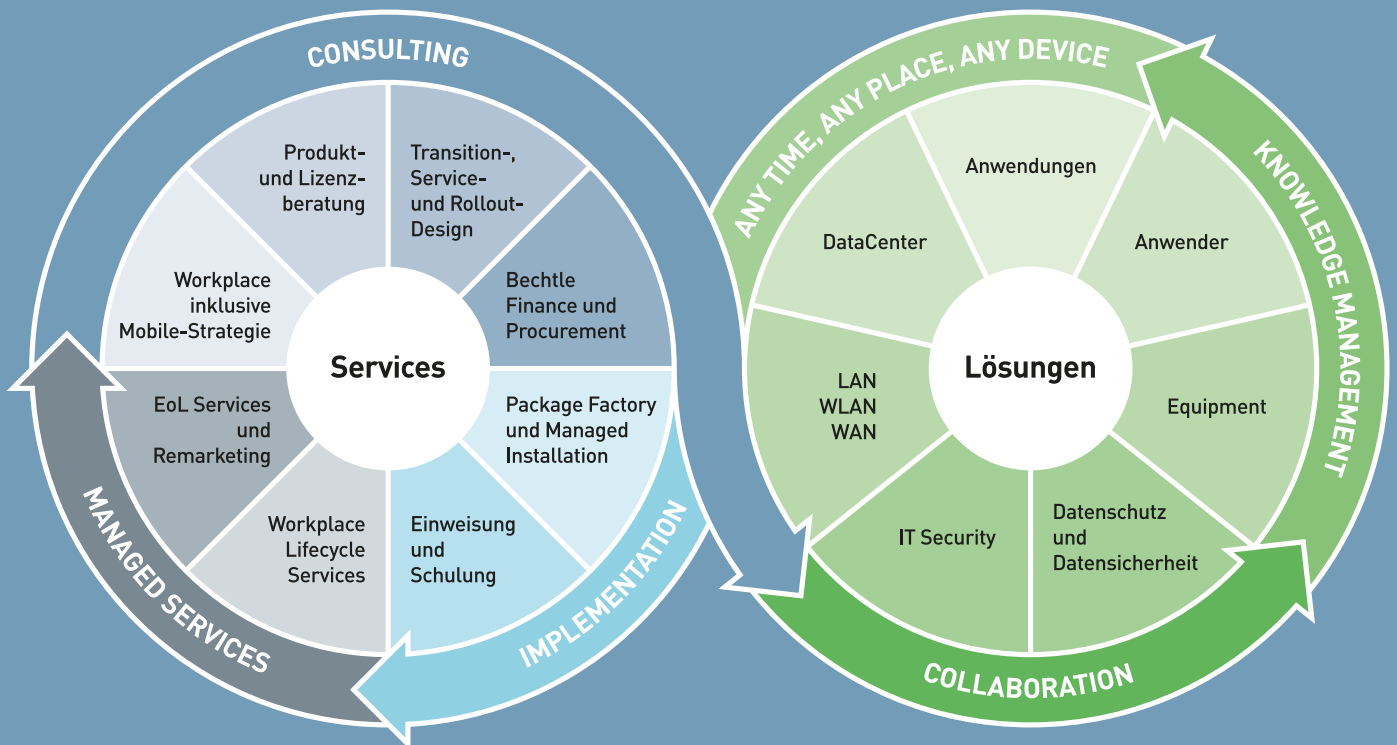 CONSULTING
Produkt-
und Lizenz-
beratung
Transition-,
Service-
und Rollout-
Design
Workplace
inklusive
Mobile-Strategie
Bechtle
Finance und
Procurement
Services
EoL Services
und
Remarketing
Package Factory
und Managed
Installation
Workplace
Lifecycle
Services
Einweisung
und
Schulung
MANAGED SERVICES
IMPLEMENTATION
ANY TIME, ANY PLACE, ANY DEVICE
KNOWLEDGE MANAGEMENT
Anwendungen
DataCenter
Anwender
Lösungen
LAN
WLAN
WAN
Equipment
IT Security
Datenschutz
und
Datensicherheit
COLLABORATION